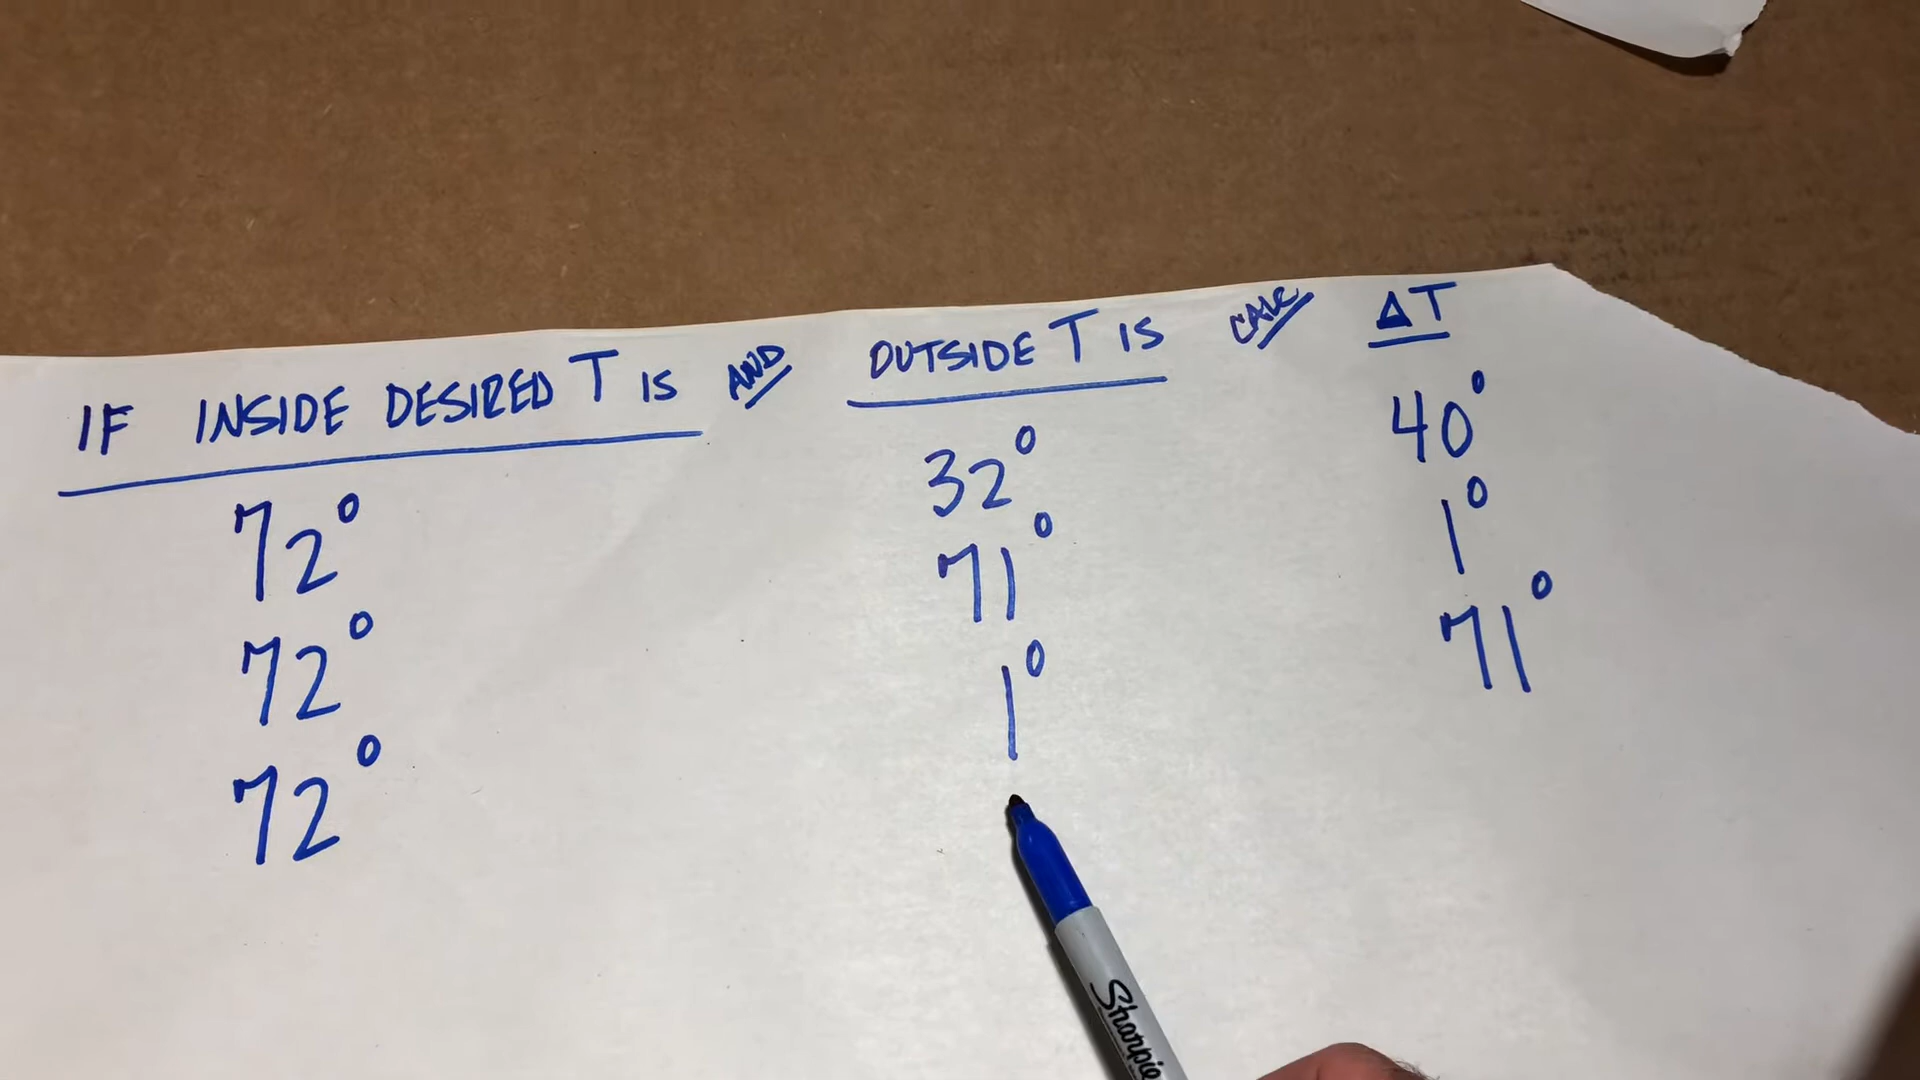 IF INSIDE DESIRED T IS AND OUTSIDE T IS CALC ΔT
72° 32° 40°
72° 71° 1°
72° 1° 71°
Sharpie